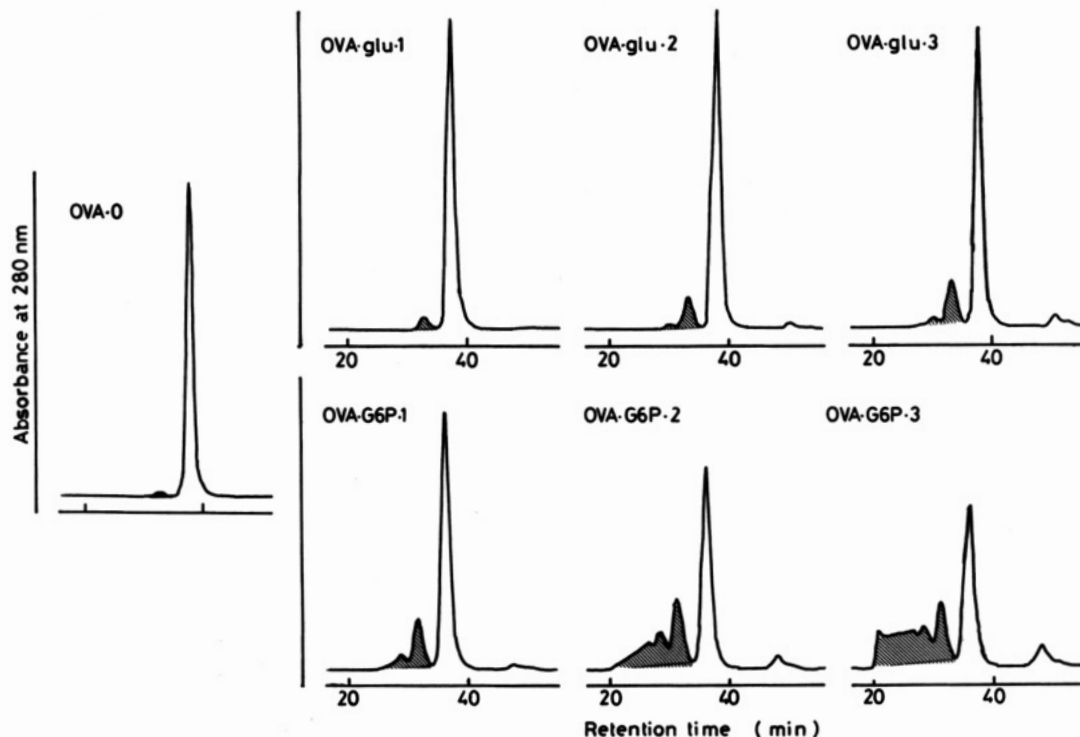 OVA·glu·1
OVA·glu·2
OVA·glu·3
OVA·0
Absorbance at 280 nm
20 40
20 40
20 40
OVA·G6P·1
OVA·G6P·2
OVA·G6P·3
20 40
20 40
20 40
Retention time (min)